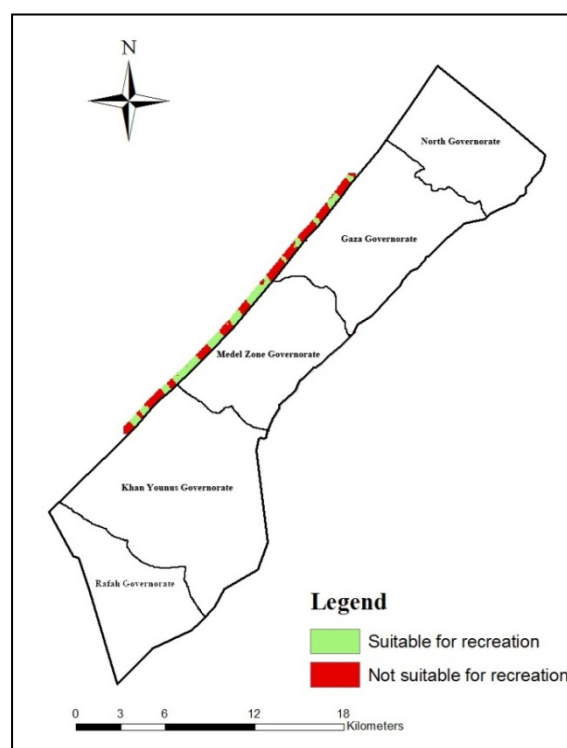 N
North Governorate
Gaza Governorate
Medel Zone Governorate
Khan Younus Governorate
Rafah Governorate
Legend
Suitable for recreation
Not suitable for recreation
0 3 6 12 18
Kilometers